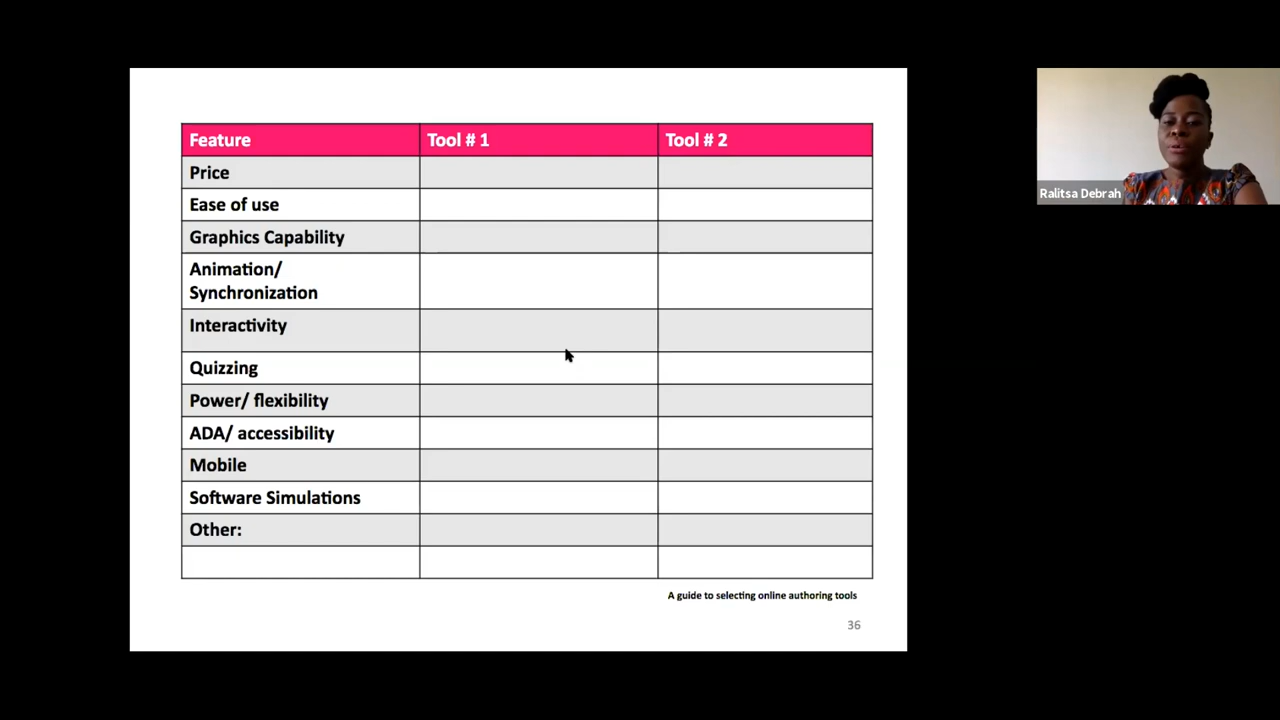 Feature Tool # 1 Tool # 2
Price
Ease of use
Graphics Capability
Animation/
Synchronization
Interactivity
Quizzing
Power/ flexibility
ADA/ accessibility
Mobile
Software Simulations
Other:
A guide to selecting online authoring tools
36
Ralitsa Debrah